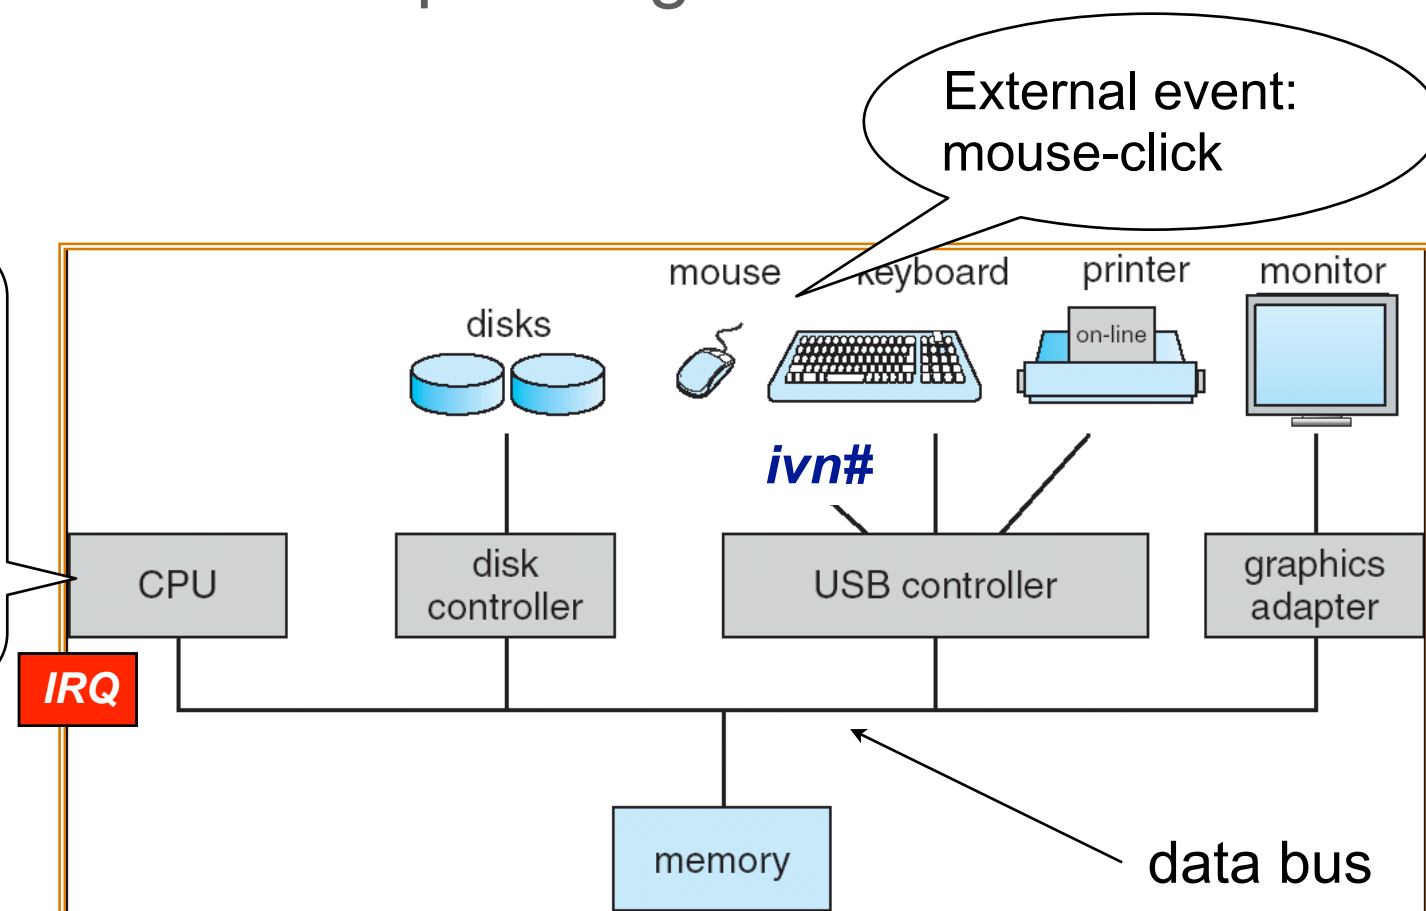 External event:
mouse-click
mouse
keyboard
printer
monitor
disks
on-line
ivn#
CPU
disk
controller
USB controller
graphics
adapter
IRQ
memory
data bus